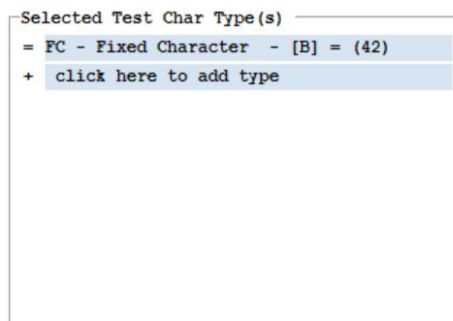 Selected Test Char Type(s)
= FC - Fixed Character - [B] = (42)
+ click here to add type